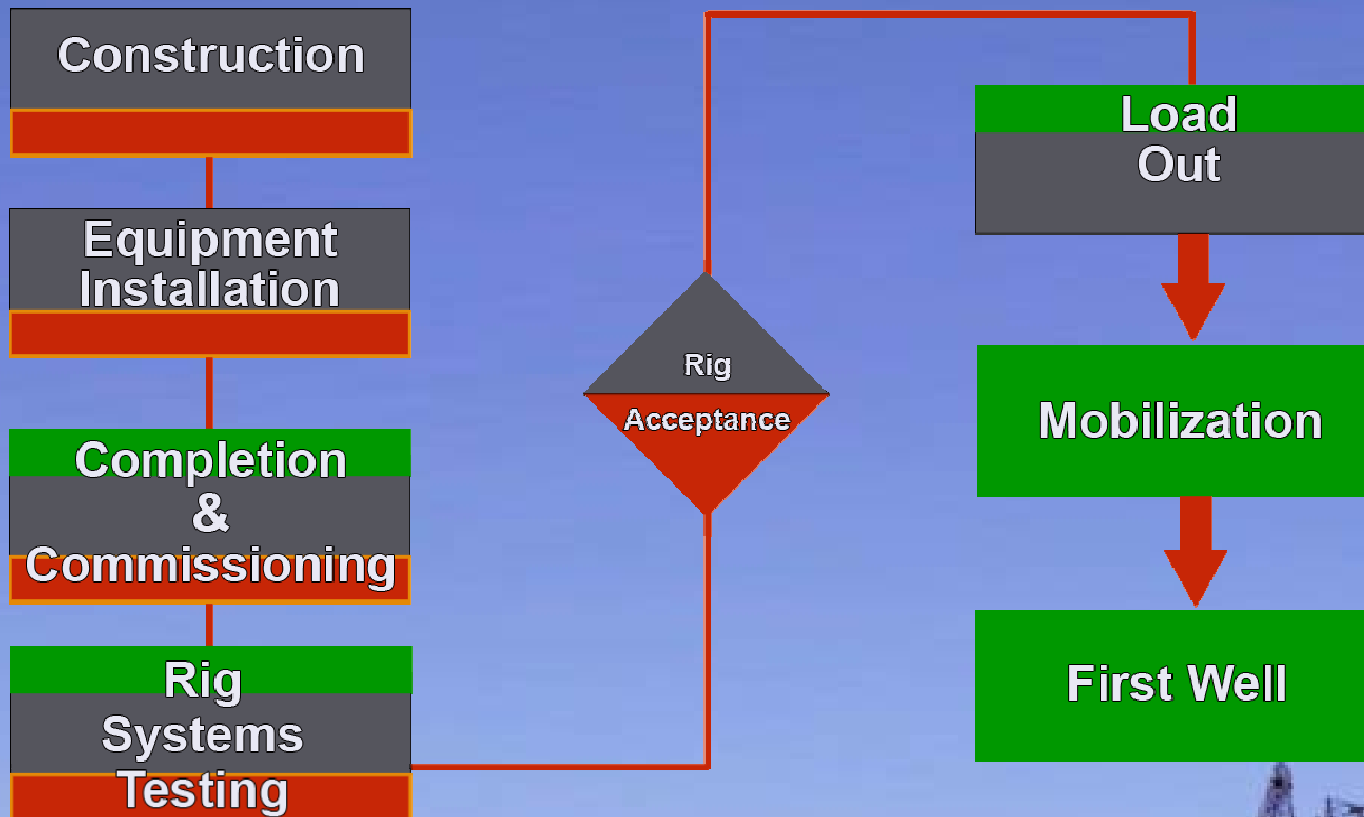 Construction
Equipment
Installation
Completion
&
Commissioning
Rig
Systems
Testing
Rig
Acceptance
Load
Out
Mobilization
First Well